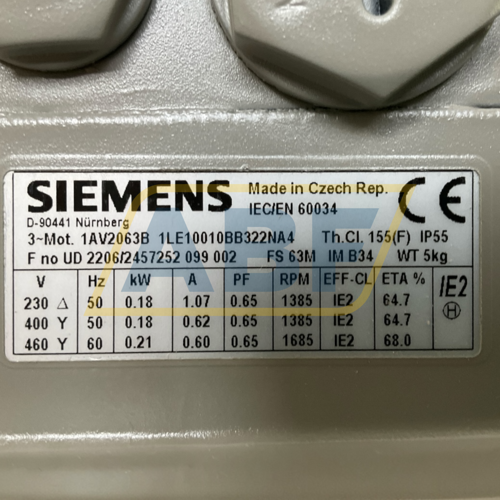 SIEMENS
Made in Czech Rep.
CE
D-90441 Nürnberg
IEC/EN 60034
3~Mot. 1AV2063B 1LE10010BB322NA4 Th.Cl. 155(F) IP55
F no UD 2206/2457252 099 002 FS 63M IM B34 WT 5kg
V Hz kW A PF RPM EFF-CL ETA % IE2
230 Δ 50 0.18 1.07 0.65 1385 IE2 64.7 H
400 Y 50 0.18 0.62 0.65 1385 IE2 64.7
460 Y 60 0.21 0.60 0.65 1685 IE2 68.0
ABF